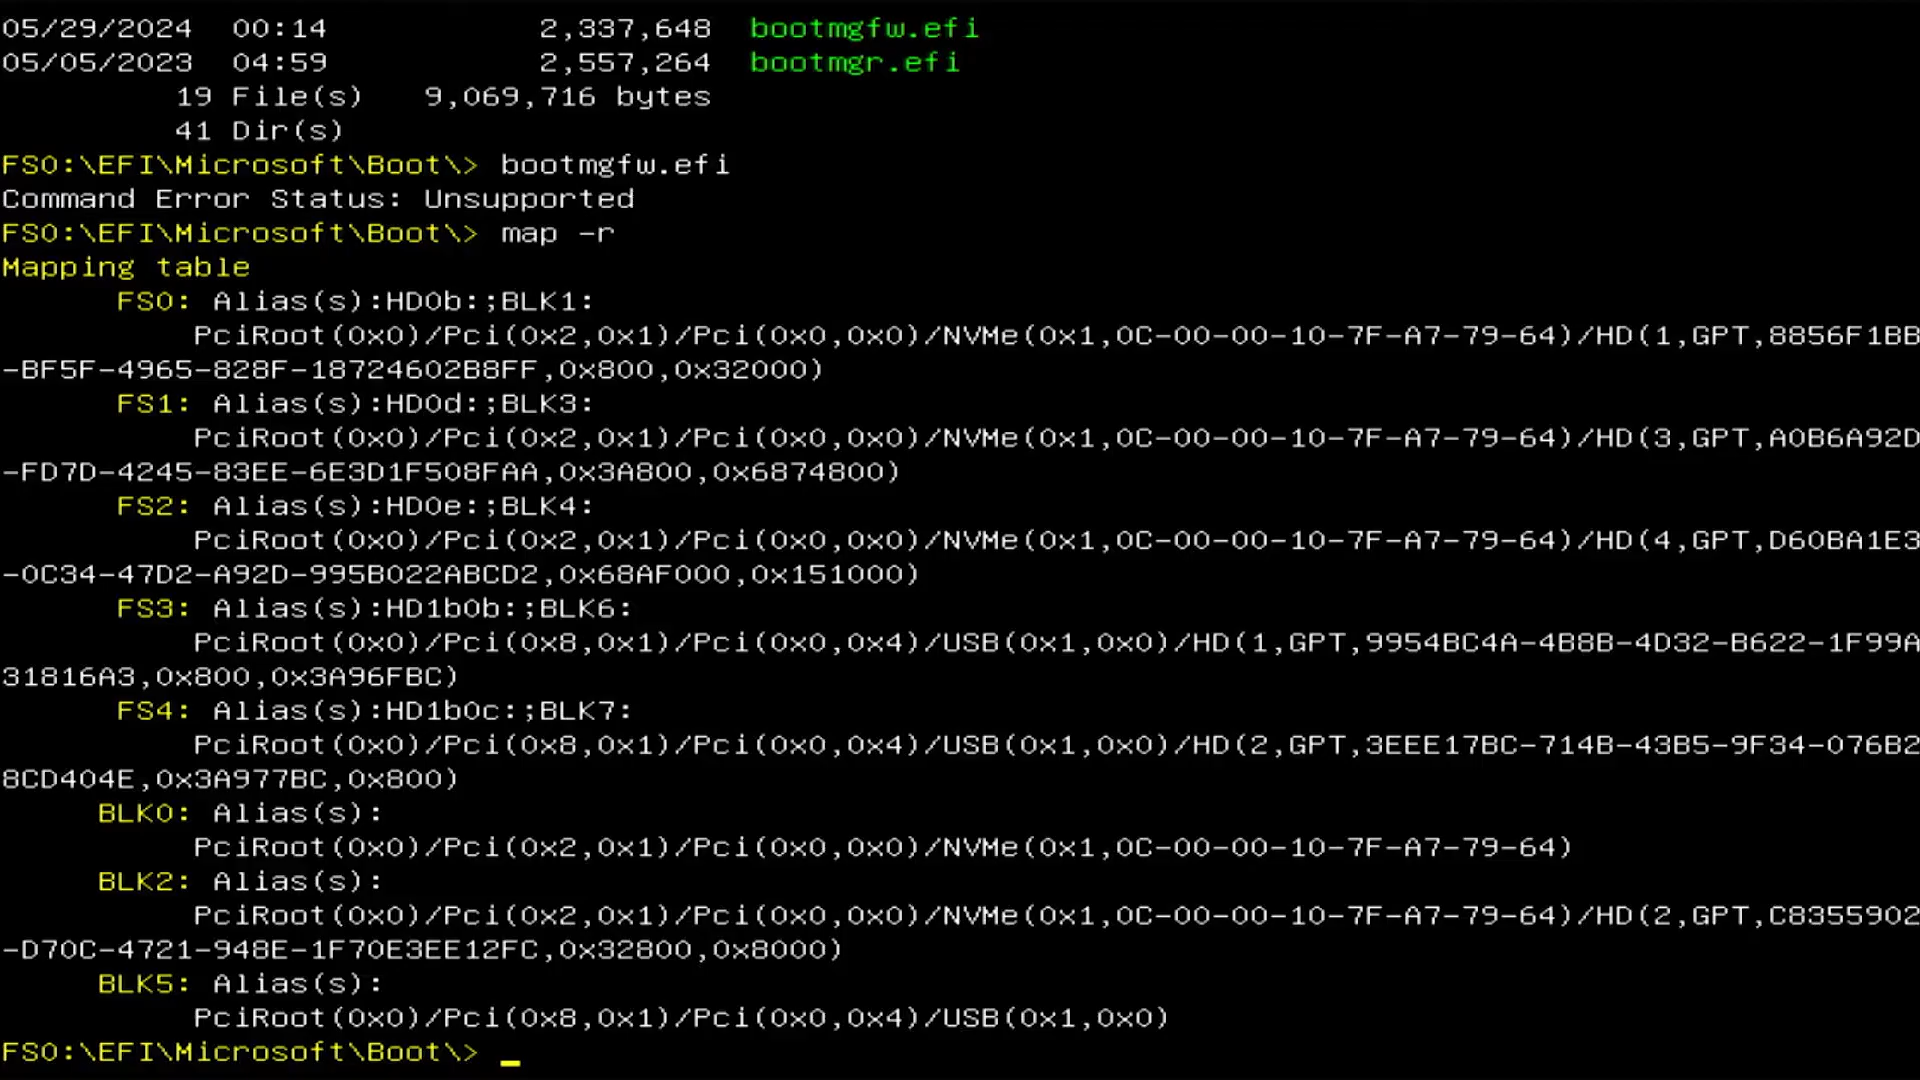 05/29/2024  00:14           2,337,648  bootmgfw.efi
05/05/2023  04:59           2,557,264  bootmgr.efi
         19 File(s)   9,069,716 bytes
         41 Dir(s)
FS0:\EFI\Microsoft\Boot\> bootmgfw.efi
Command Error Status: Unsupported
FS0:\EFI\Microsoft\Boot\> map -r
Mapping table
      FS0: Alias(s):HD0b:;BLK1:
          PciRoot(0x0)/Pci(0x2,0x1)/Pci(0x0,0x0)/NVMe(0x1,0C-00-00-10-7F-A7-79-64)/HD(1,GPT,8856F1BB
-BF5F-4965-828F-18724602B8FF,0x800,0x32000)
      FS1: Alias(s):HD0d:;BLK3:
          PciRoot(0x0)/Pci(0x2,0x1)/Pci(0x0,0x0)/NVMe(0x1,0C-00-00-10-7F-A7-79-64)/HD(3,GPT,A0B6A92D
-FD7D-4245-83EE-6E3D1F508FAA,0x3A800,0x6874800)
      FS2: Alias(s):HD0e:;BLK4:
          PciRoot(0x0)/Pci(0x2,0x1)/Pci(0x0,0x0)/NVMe(0x1,0C-00-00-10-7F-A7-79-64)/HD(4,GPT,D60BA1E3
-0C34-47D2-A92D-995B022ABCD2,0x68AF000,0x151000)
      FS3: Alias(s):HD1b0b:;BLK6:
          PciRoot(0x0)/Pci(0x8,0x1)/Pci(0x0,0x4)/USB(0x1,0x0)/HD(1,GPT,9954BC4A-4B8B-4D32-B622-1F99A
31816A3,0x800,0x3A96FBC)
      FS4: Alias(s):HD1b0c:;BLK7:
          PciRoot(0x0)/Pci(0x8,0x1)/Pci(0x0,0x4)/USB(0x1,0x0)/HD(2,GPT,3EEE17BC-714B-43B5-9F34-076B2
8CD404E,0x3A977BC,0x800)
     BLK0: Alias(s):
          PciRoot(0x0)/Pci(0x2,0x1)/Pci(0x0,0x0)/NVMe(0x1,0C-00-00-10-7F-A7-79-64)
     BLK2: Alias(s):
          PciRoot(0x0)/Pci(0x2,0x1)/Pci(0x0,0x0)/NVMe(0x1,0C-00-00-10-7F-A7-79-64)/HD(2,GPT,C8355902
-D70C-4721-948E-1F70E3EE12FC,0x32800,0x8000)
     BLK5: Alias(s):
          PciRoot(0x0)/Pci(0x8,0x1)/Pci(0x0,0x4)/USB(0x1,0x0)
FS0:\EFI\Microsoft\Boot\> _